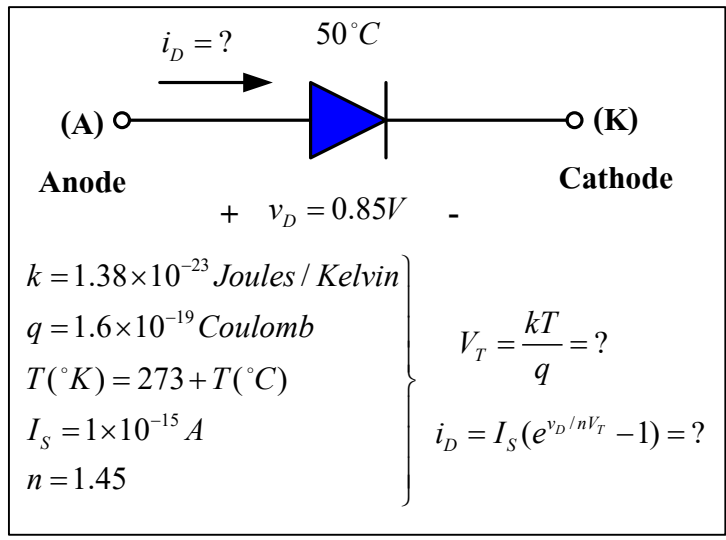 i_D = ? 50°C
(A) (K)
Anode Cathode
+ v_D = 0.85V -
k = 1.38×10⁻²³ Joules / Kelvin
q = 1.6×10⁻¹⁹ Coulomb
T(°K) = 273 + T(°C)
I_S = 1×10⁻¹⁵ A
n = 1.45
V_T = kT/q = ?
i_D = I_S(e^{v_D / nV_T} − 1) = ?